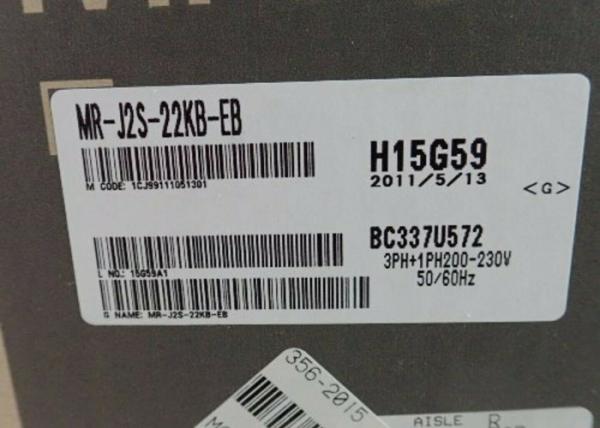 MR-J2S-22KB-EB
M CODE: 1CJ99111051301
H15G59
2011/5/13
<G>
L NO.: 15G59A1
BC337U572
3PH+1PH200-230V
50/60Hz
G NAME: MR-J2S-22KB-EB
356-2015
AISLE